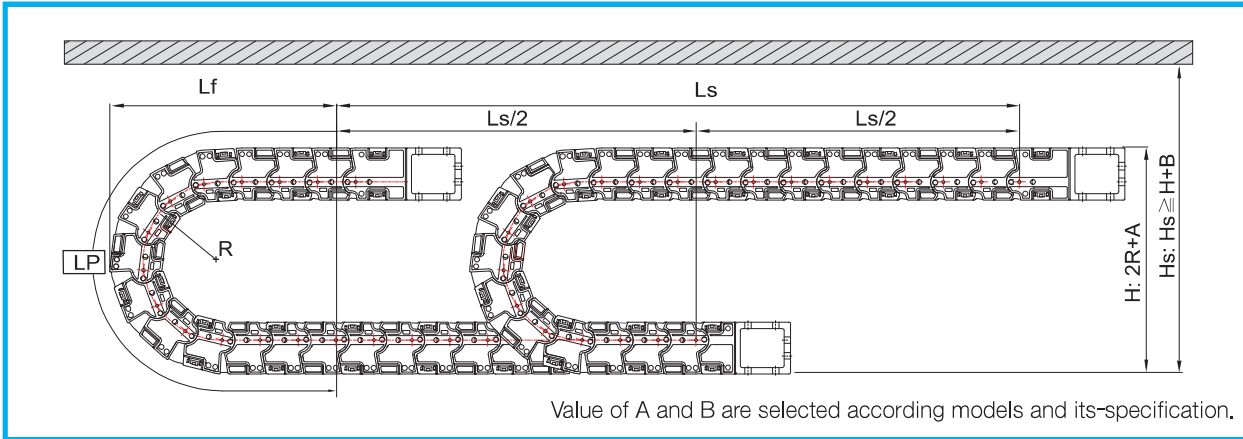 Lf
Ls
Ls/2
Ls/2
R
LP
H: 2R+A
Hs: Hs ≧ H+B
Value of A and B are selected according models and its-specification.